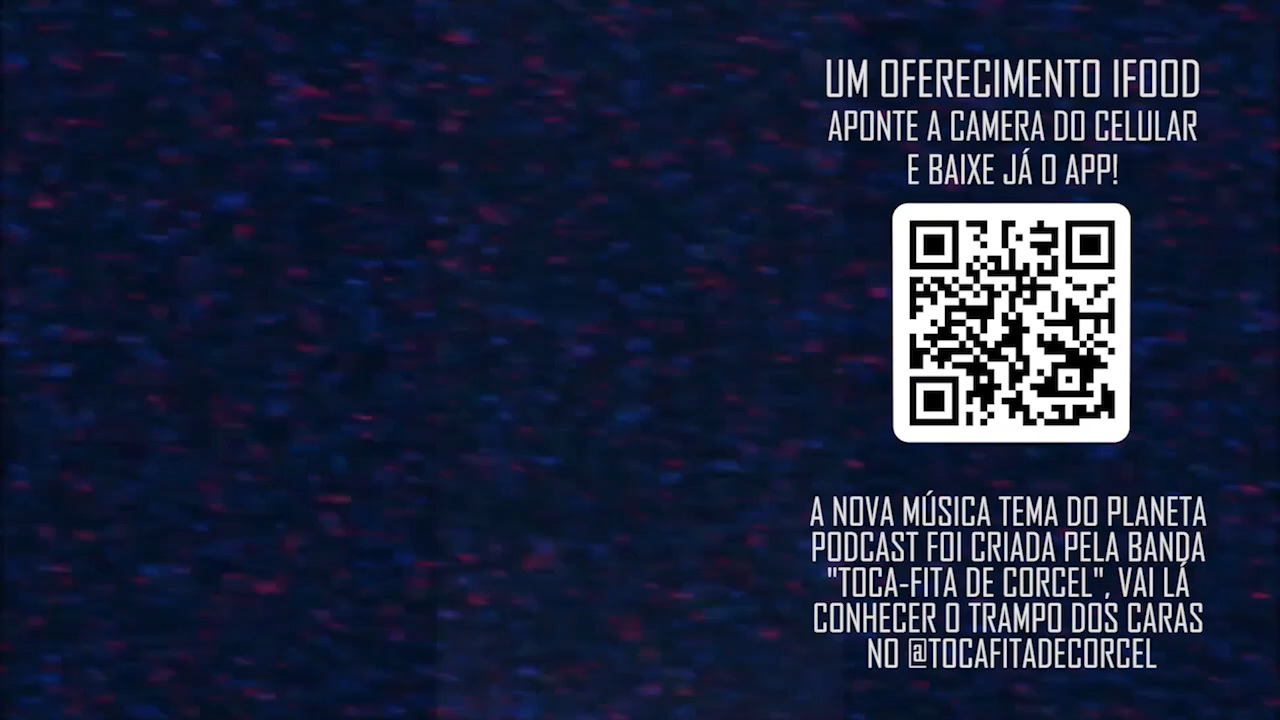 UM OFERECIMENTO IFOOD
APONTE A CAMERA DO CELULAR
E BAIXE JÁ O APP!
A NOVA MÚSICA TEMA DO PLANETA
PODCAST FOI CRIADA PELA BANDA
"TOCA-FITA DE CORCEL", VAI LÁ
CONHECER O TRAMPO DOS CARAS
NO @TOCAFITADECORCEL